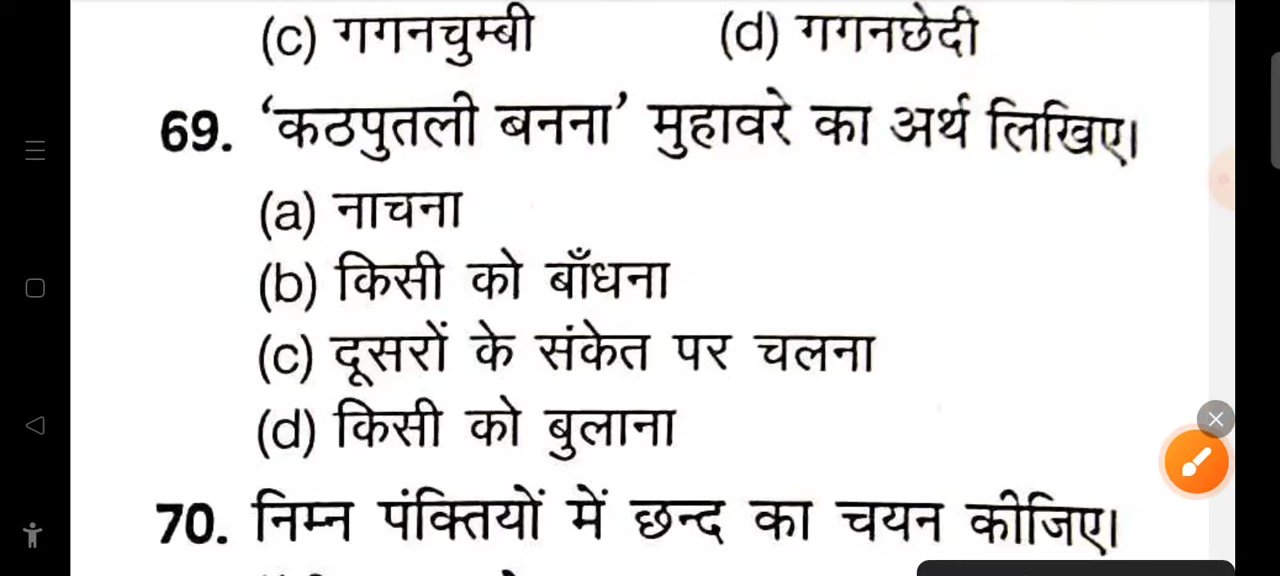 (c) गगनचुम्बी (d) गगनछेदी
69. 'कठपुतली बनना' मुहावरे का अर्थ लिखिए।
(a) नाचना
(b) किसी को बाँधना
(c) दूसरों के संकेत पर चलना
(d) किसी को बुलाना
70. निम्न पंक्तियों में छन्द का चयन कीजिए।